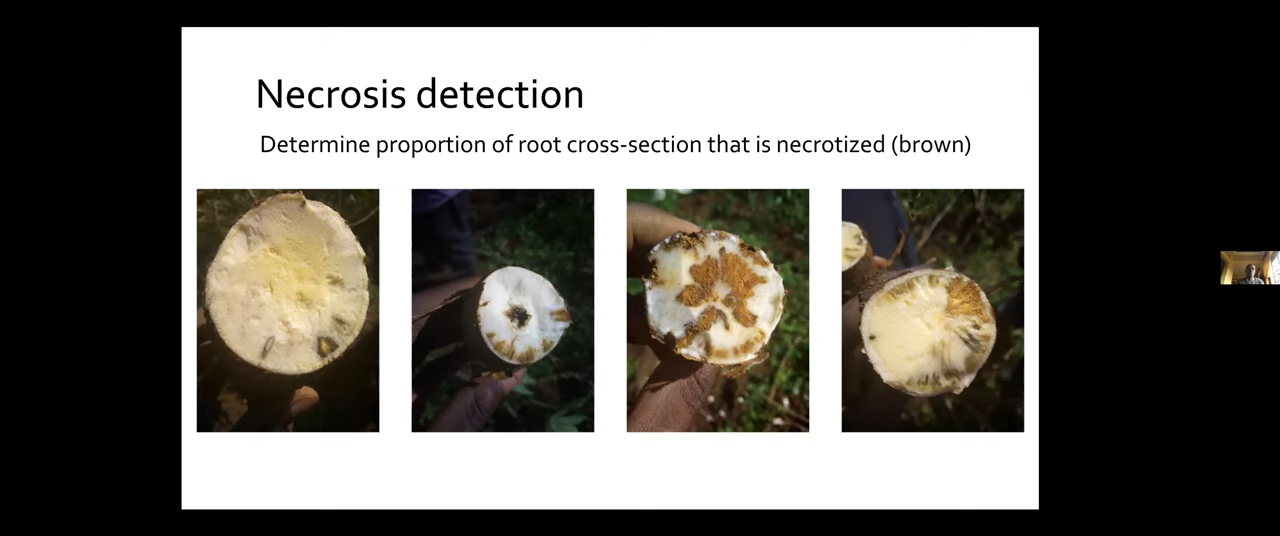 Necrosis detection
Determine proportion of root cross-section that is necrotized (brown)